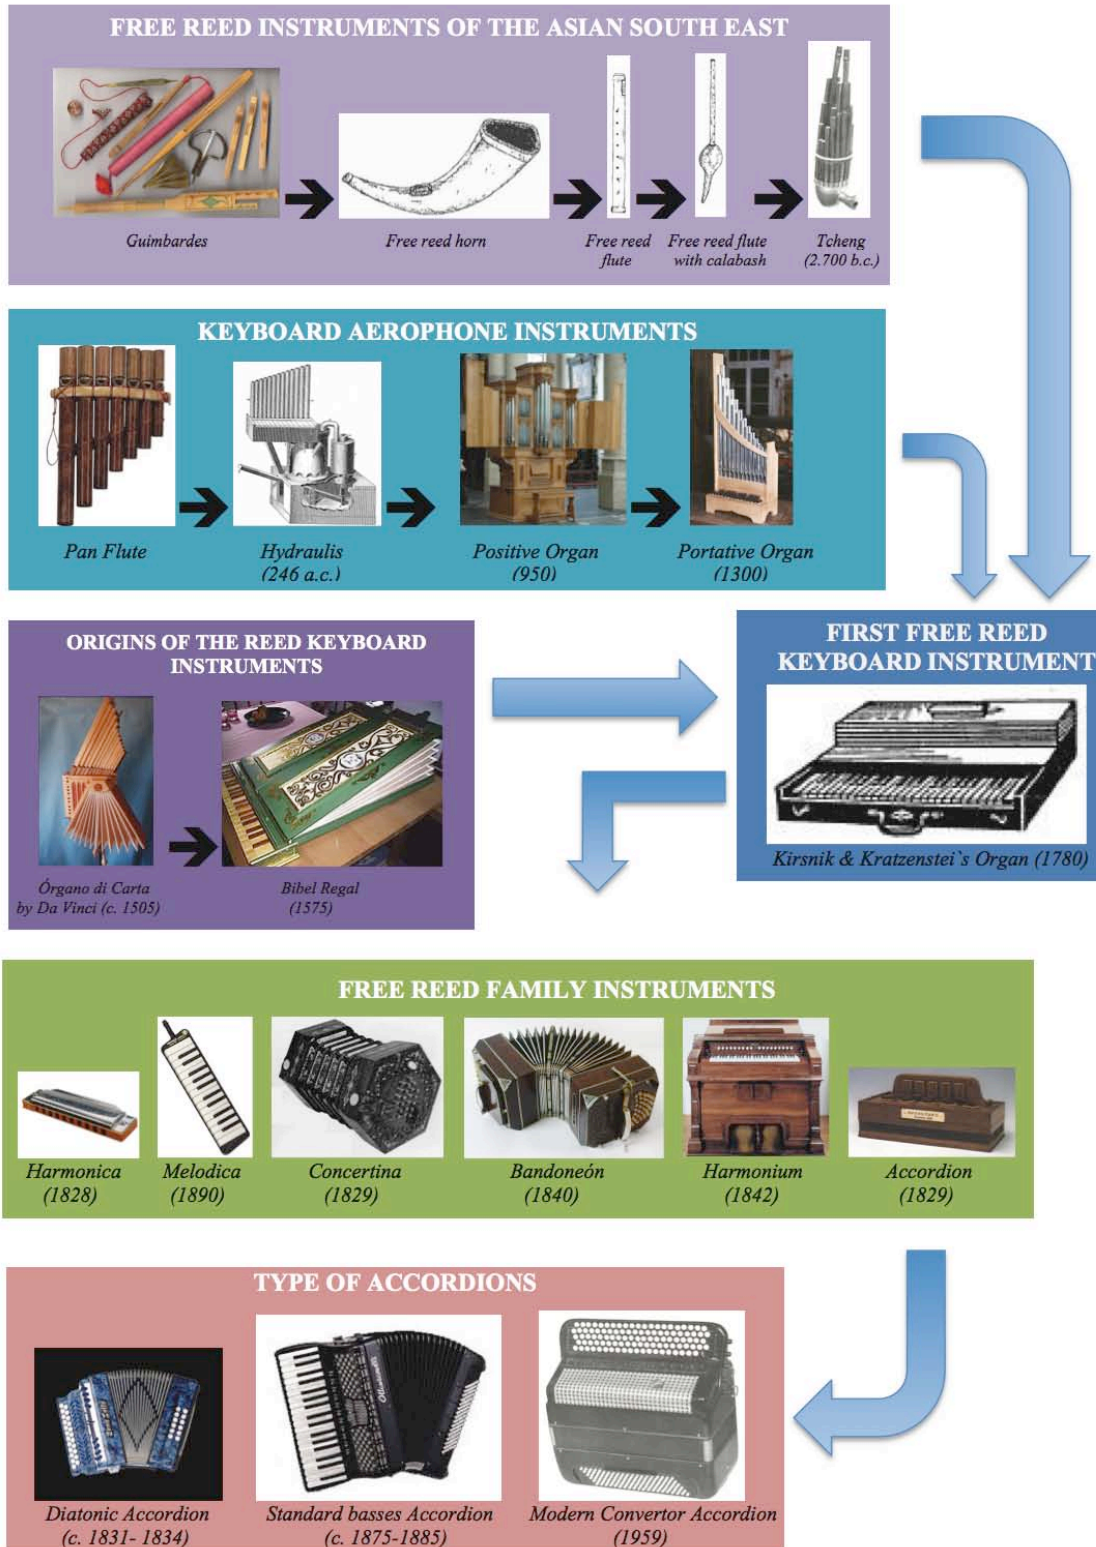 FREE REED INSTRUMENTS OF THE ASIAN SOUTH EAST
Guimbardes
Free reed horn
Free reed
flute
Free reed flute
with calabash
Tcheng
(2.700 b.c.)
KEYBOARD AEROPHONE INSTRUMENTS
Pan Flute
Hydraulis
(246 a.c.)
Positive Organ
(950)
Portative Organ
(1300)
ORIGINS OF THE REED KEYBOARD
INSTRUMENTS
Órgano di Carta
by Da Vinci (c. 1505)
Bibel Regal
(1575)
FIRST FREE REED
KEYBOARD INSTRUMENT
Kirsnik & Kratzenstei`s Organ (1780)
FREE REED FAMILY INSTRUMENTS
Harmonica
(1828)
Melodica
(1890)
Concertina
(1829)
Bandoneón
(1840)
Harmonium
(1842)
Accordion
(1829)
TYPE OF ACCORDIONS
Diatonic Accordion
(c. 1831- 1834)
Standard basses Accordion
(c. 1875-1885)
Modern Convertor Accordion
(1959)